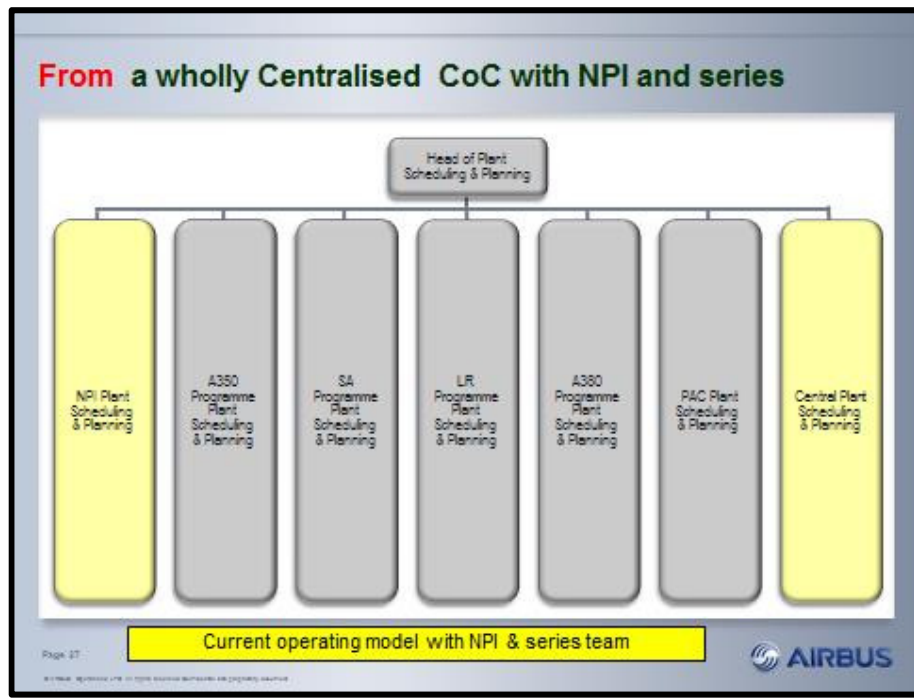 From a wholly Centralised CoC with NPI and series
Head of Plant
Scheduling & Planning
NPI Plant
Scheduling
& Planning
A350
Programme
Plant
Scheduling
& Planning
SA
Programme
Plant
Scheduling
& Planning
LR
Programme
Plant
Scheduling
& Planning
A380
Programme
Plant
Scheduling
& Planning
PAC Plant
Scheduling
& Planning
Central Plant
Scheduling
& Planning
Current operating model with NPI & series team
Page 27
AIRBUS